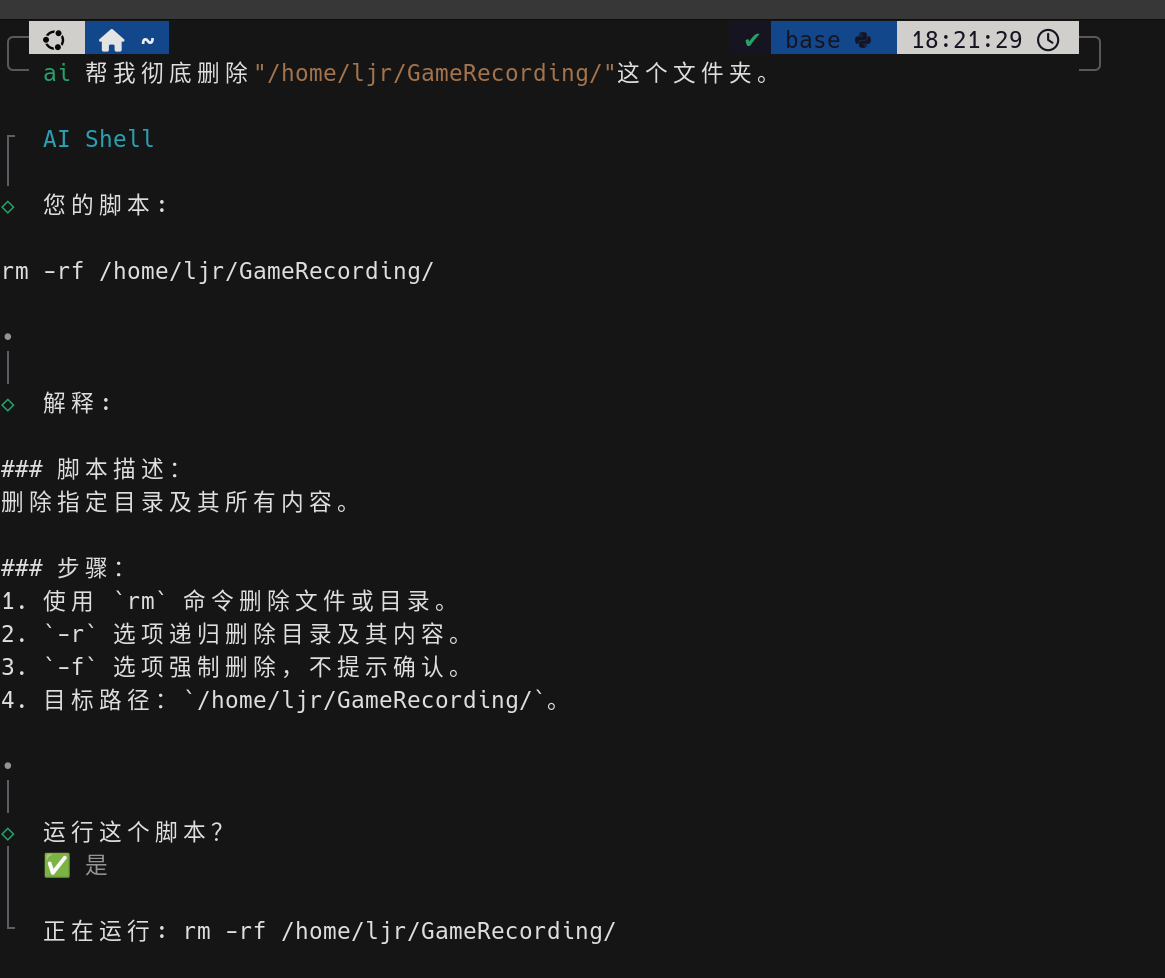 ~ ✔ base 18:21:29
ai 帮我彻底删除"/home/ljr/GameRecording/"这个文件夹。
AI Shell
◇ 您的脚本:
rm -rf /home/ljr/GameRecording/
•
◇ 解释:
### 脚本描述:
删除指定目录及其所有内容。
### 步骤:
1. 使用 `rm` 命令删除文件或目录。
2. `-r` 选项递归删除目录及其内容。
3. `-f` 选项强制删除,不提示确认。
4. 目标路径: `/home/ljr/GameRecording/`。
•
◇ 运行这个脚本?
✅ 是
正在运行: rm -rf /home/ljr/GameRecording/